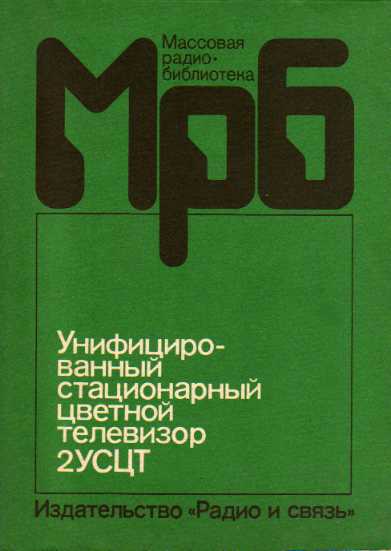 Массовая
радио-
библиотека
Мрб
Унифициро-
ванный
стационарный
цветной
телевизор
2УСЦТ
Издательство «Радио и связь»